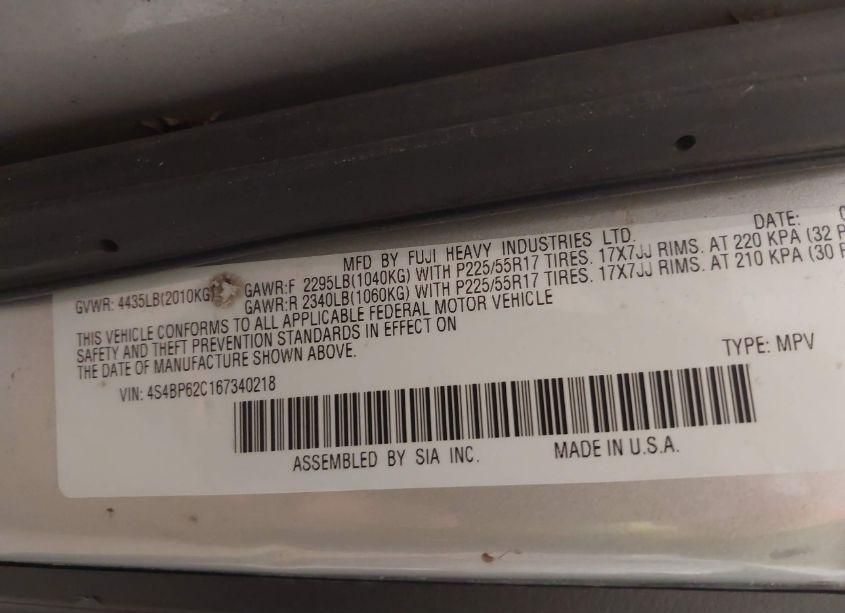 MFD BY FUJI HEAVY INDUSTRIES LTD. DATE:
GVWR: 4435LB(2010KG) GAWR:F 2295LB(1040KG) WITH P225/55R17 TIRES. 17X7JJ RIMS. AT 220 KPA (32
GAWR:R 2340LB(1060KG) WITH P225/55R17 TIRES. 17X7JJ RIMS. AT 210 KPA (30
THIS VEHICLE CONFORMS TO ALL APPLICABLE FEDERAL MOTOR VEHICLE
SAFETY AND THEFT PREVENTION STANDARDS IN EFFECT ON
THE DATE OF MANUFACTURE SHOWN ABOVE.
VIN: 4S4BP62C167340218 TYPE: MPV
ASSEMBLED BY SIA INC. MADE IN U.S.A.